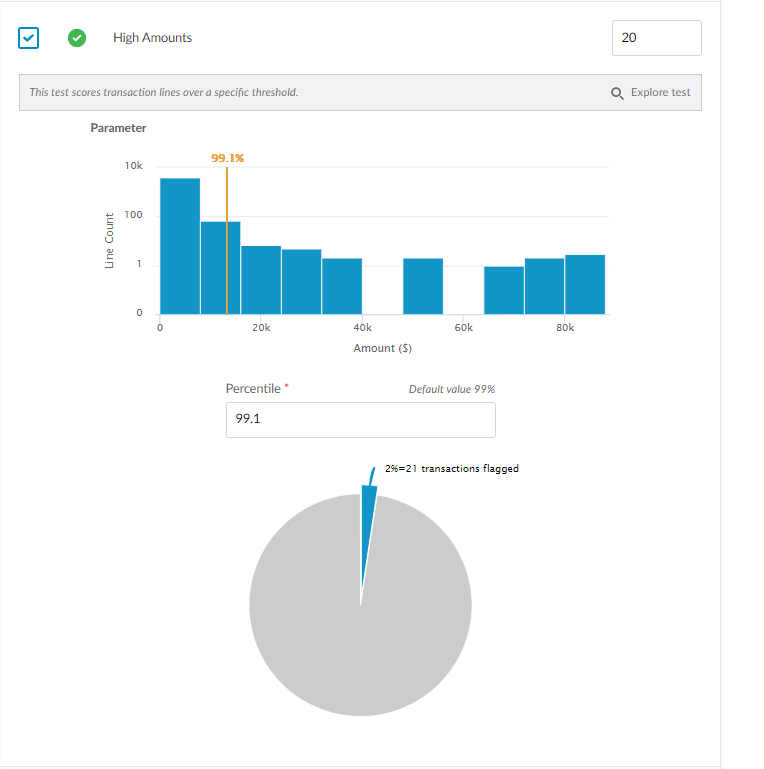 High Amounts
20
This test scores transaction lines over a specific threshold.
Explore test
Parameter
99.1%
10k
100
1
0
Line Count
0
20k
40k
60k
80k
Amount ($)
Percentile *
Default value 99%
99.1
2%=21 transactions flagged